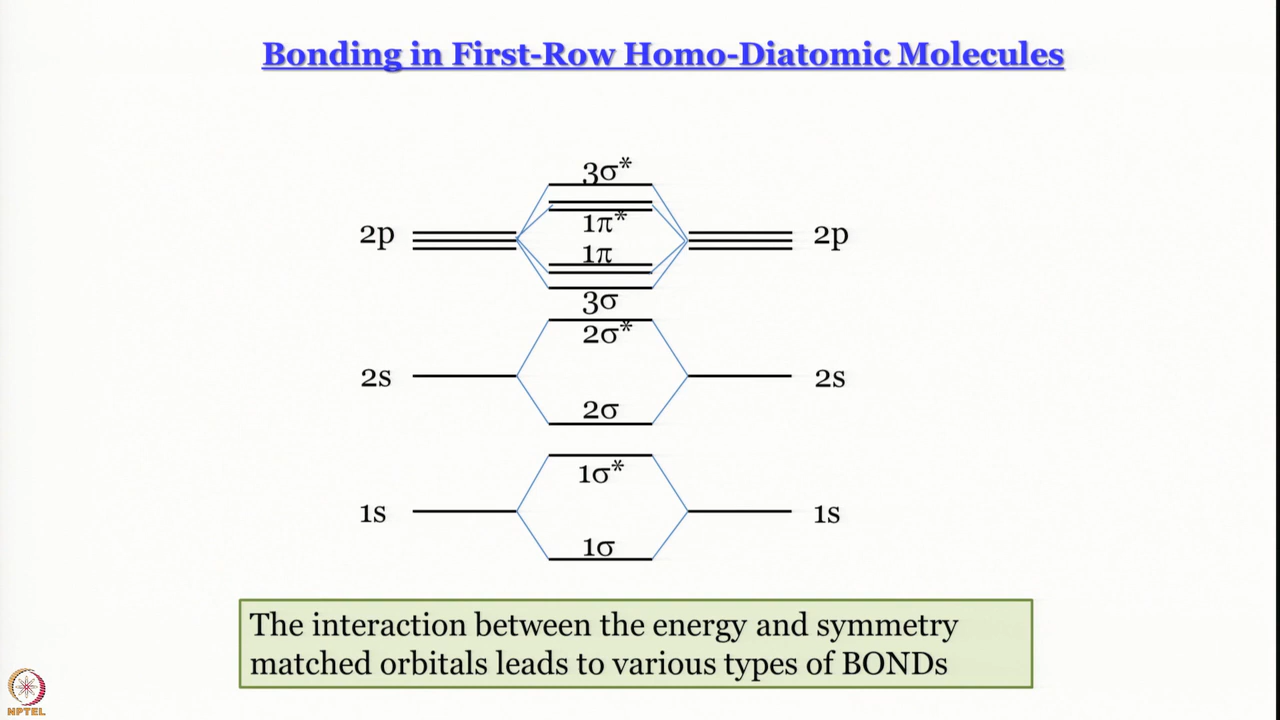 Bonding in First-Row Homo-Diatomic Molecules
3σ*
1π*
2p
2p
1π
3σ
2σ*
2s
2s
2σ
1σ*
1s
1s
1σ
The interaction between the energy and symmetry
matched orbitals leads to various types of BONDs
NPTEL